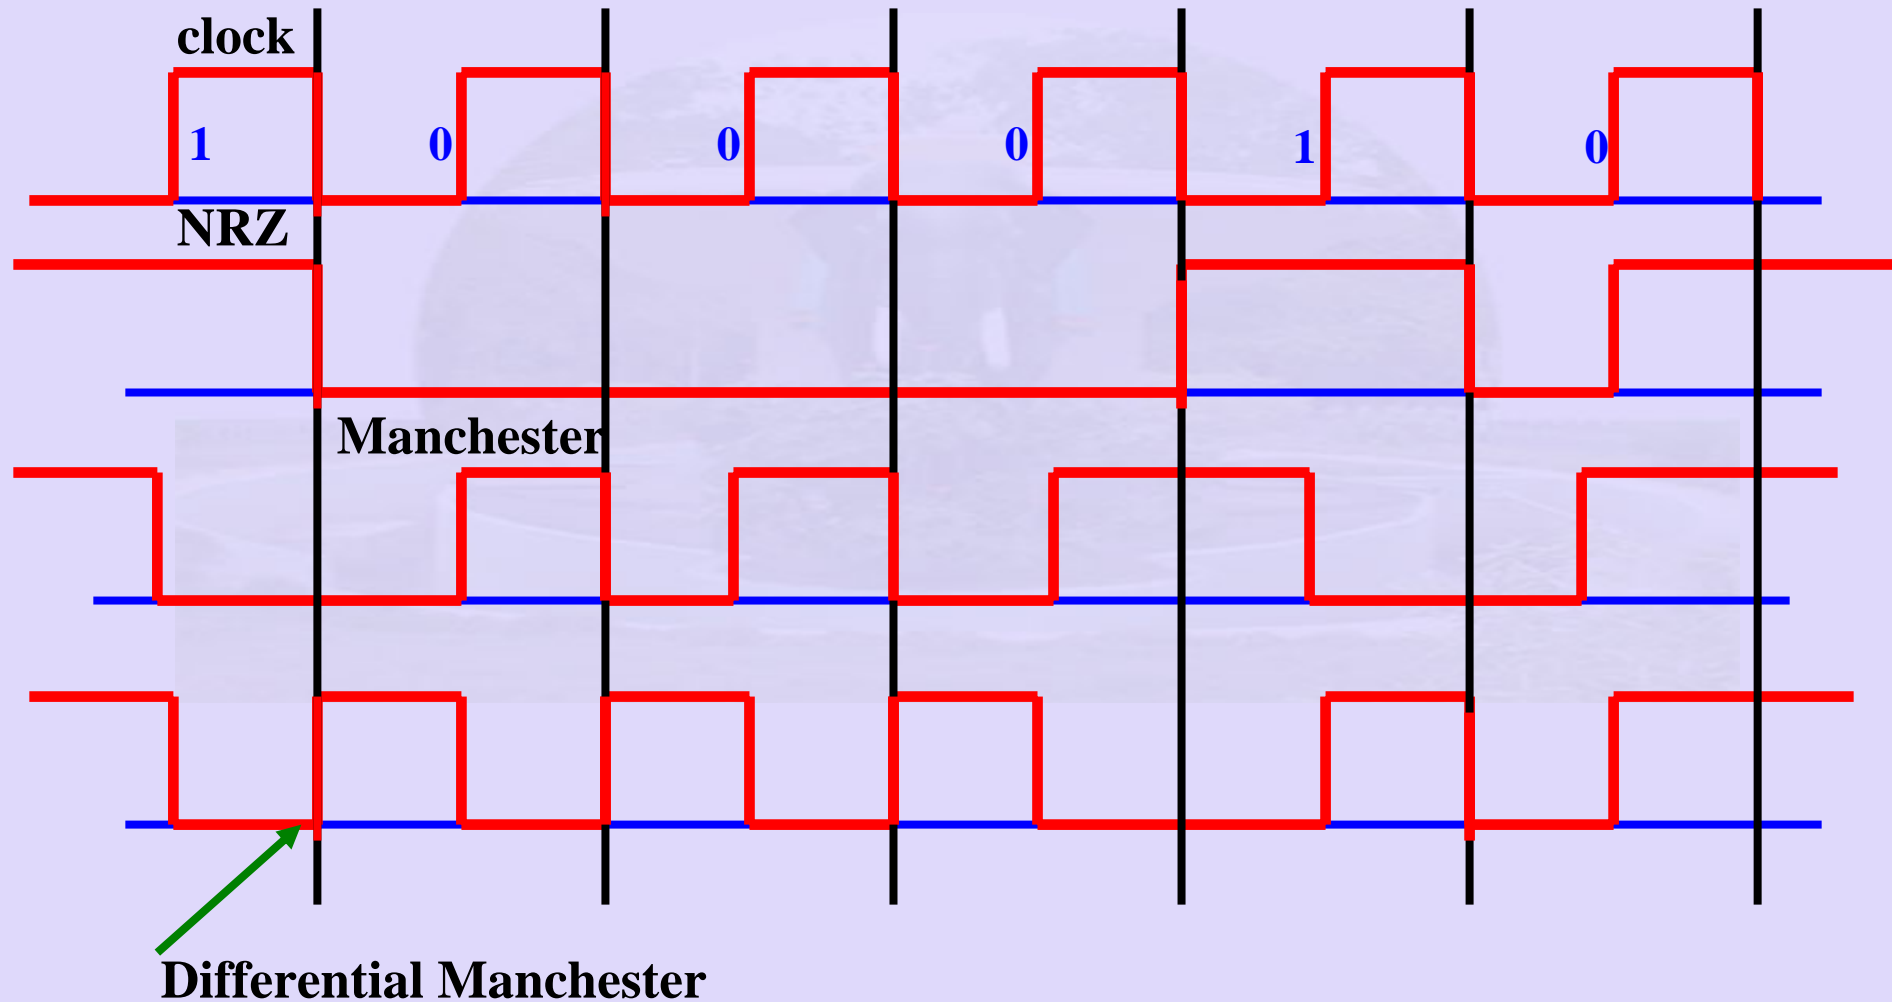 clock
1 0 0 0 1 0
NRZ
Manchester
Differential Manchester